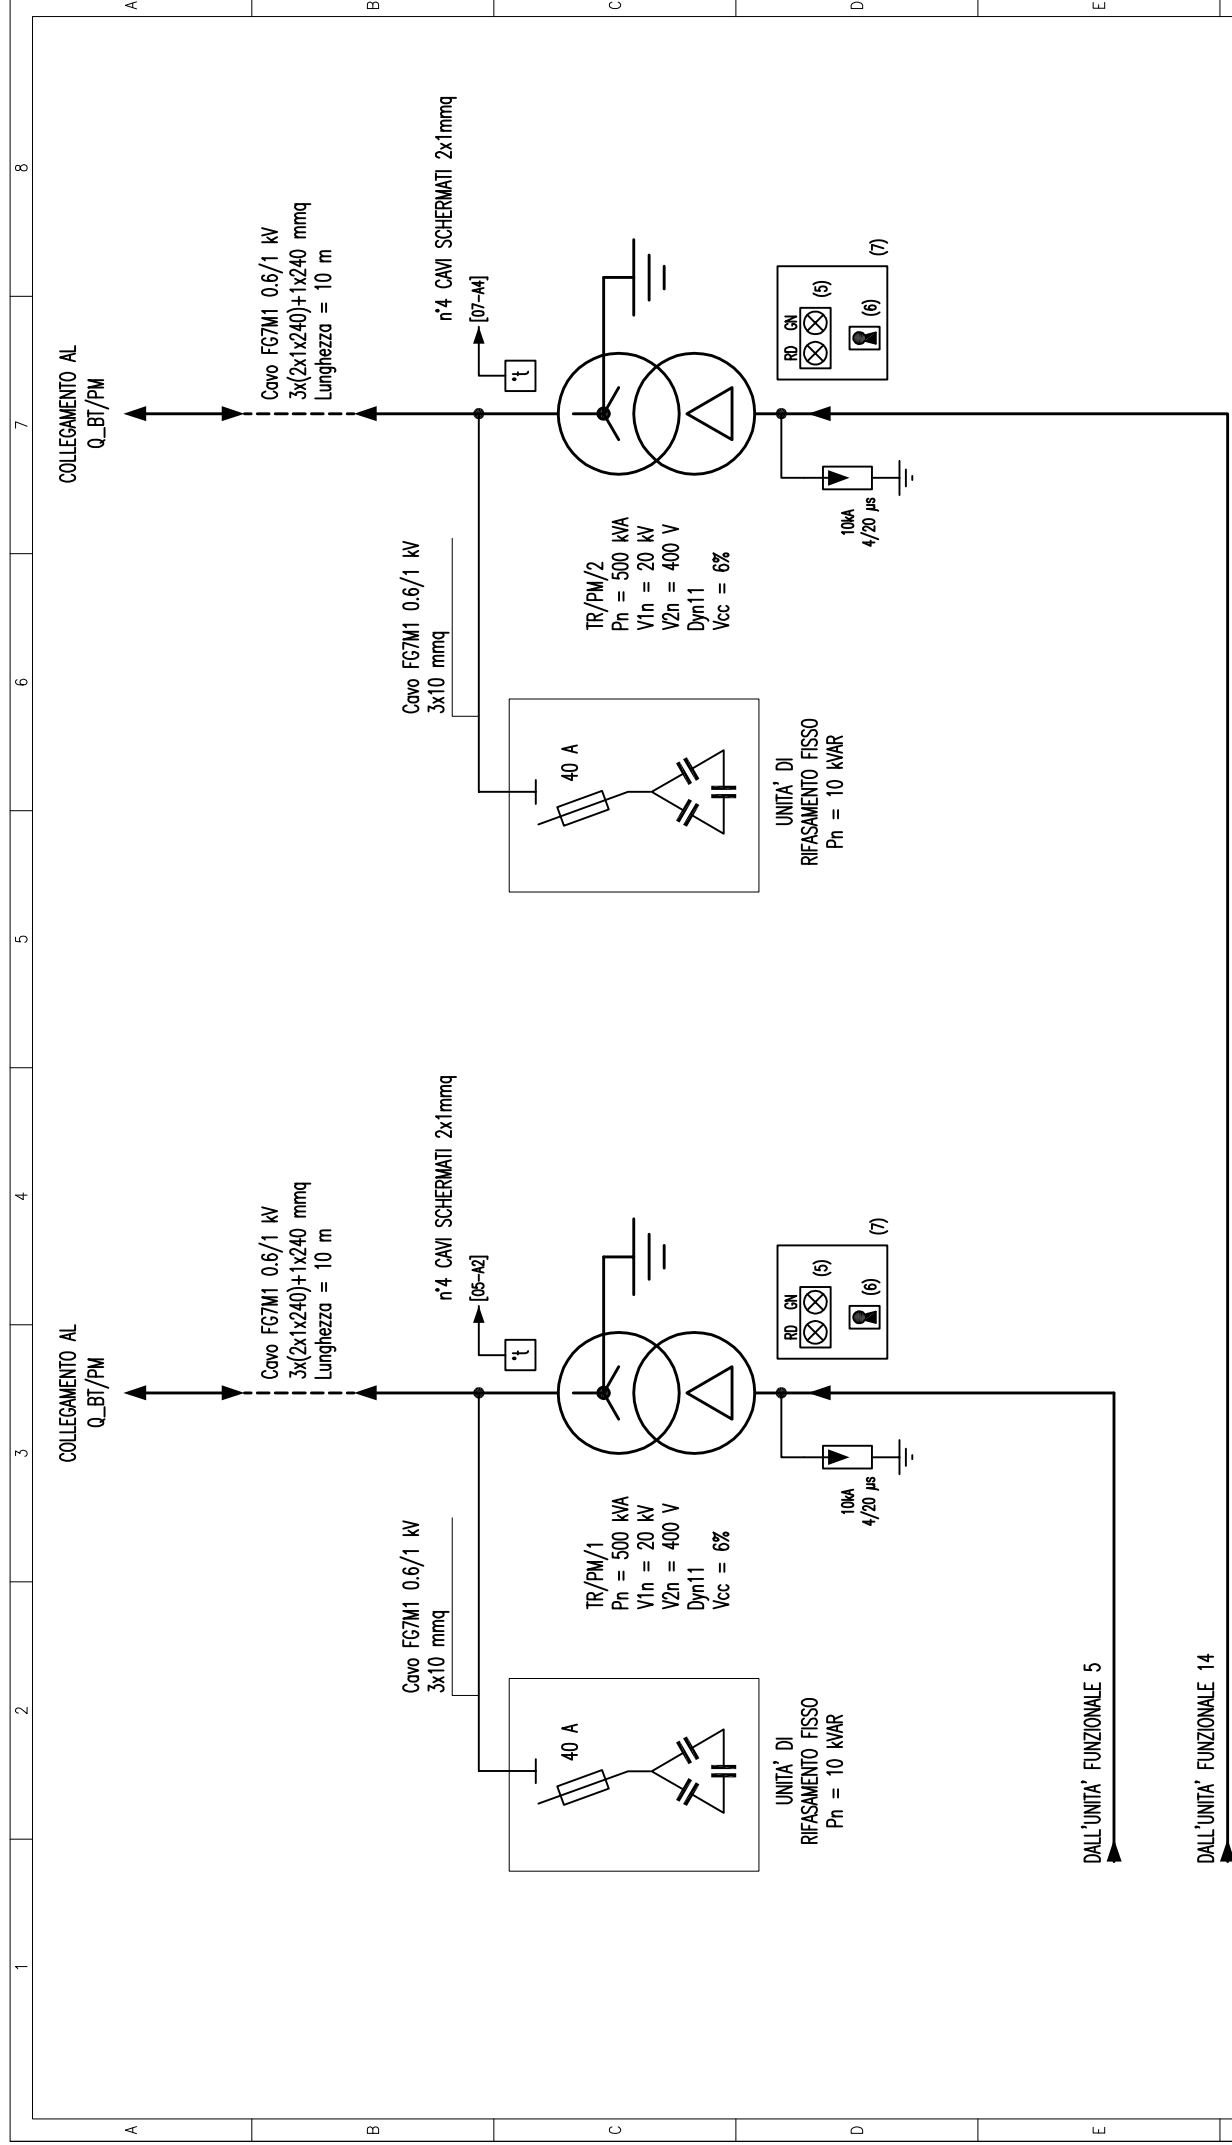 1
2
3
4
5
6
7
8
A
A
B
B
C
C
D
D
E
E
COLLEGAMENTO AL
Q_BT/PM
Cavo FG7M1 0.6/1 kV
3x(2x1x240)+1x240 mmq
Lunghezza = 10 m
n°4 CAVI SCHERMATI 2x1mmq
[05-A2]
t°
Cavo FG7M1 0.6/1 kV
3x10 mmq
40 A
UNITA' DI
RIFASAMENTO FISSO
Pn = 10 kVAR
TR/PM/1
Pn = 500 kVA
V1n = 20 kV
V2n = 400 V
Dyn11
Vcc = 6%
10kA
4/20 µs
RD GN
(5)
(6)
(7)
COLLEGAMENTO AL
Q_BT/PM
Cavo FG7M1 0.6/1 kV
3x(2x1x240)+1x240 mmq
Lunghezza = 10 m
n°4 CAVI SCHERMATI 2x1mmq
[07-A4]
t°
Cavo FG7M1 0.6/1 kV
3x10 mmq
40 A
UNITA' DI
RIFASAMENTO FISSO
Pn = 10 kVAR
TR/PM/2
Pn = 500 kVA
V1n = 20 kV
V2n = 400 V
Dyn11
Vcc = 6%
10kA
4/20 µs
RD GN
(5)
(6)
(7)
DALL'UNITA' FUNZIONALE 5
DALL'UNITA' FUNZIONALE 14